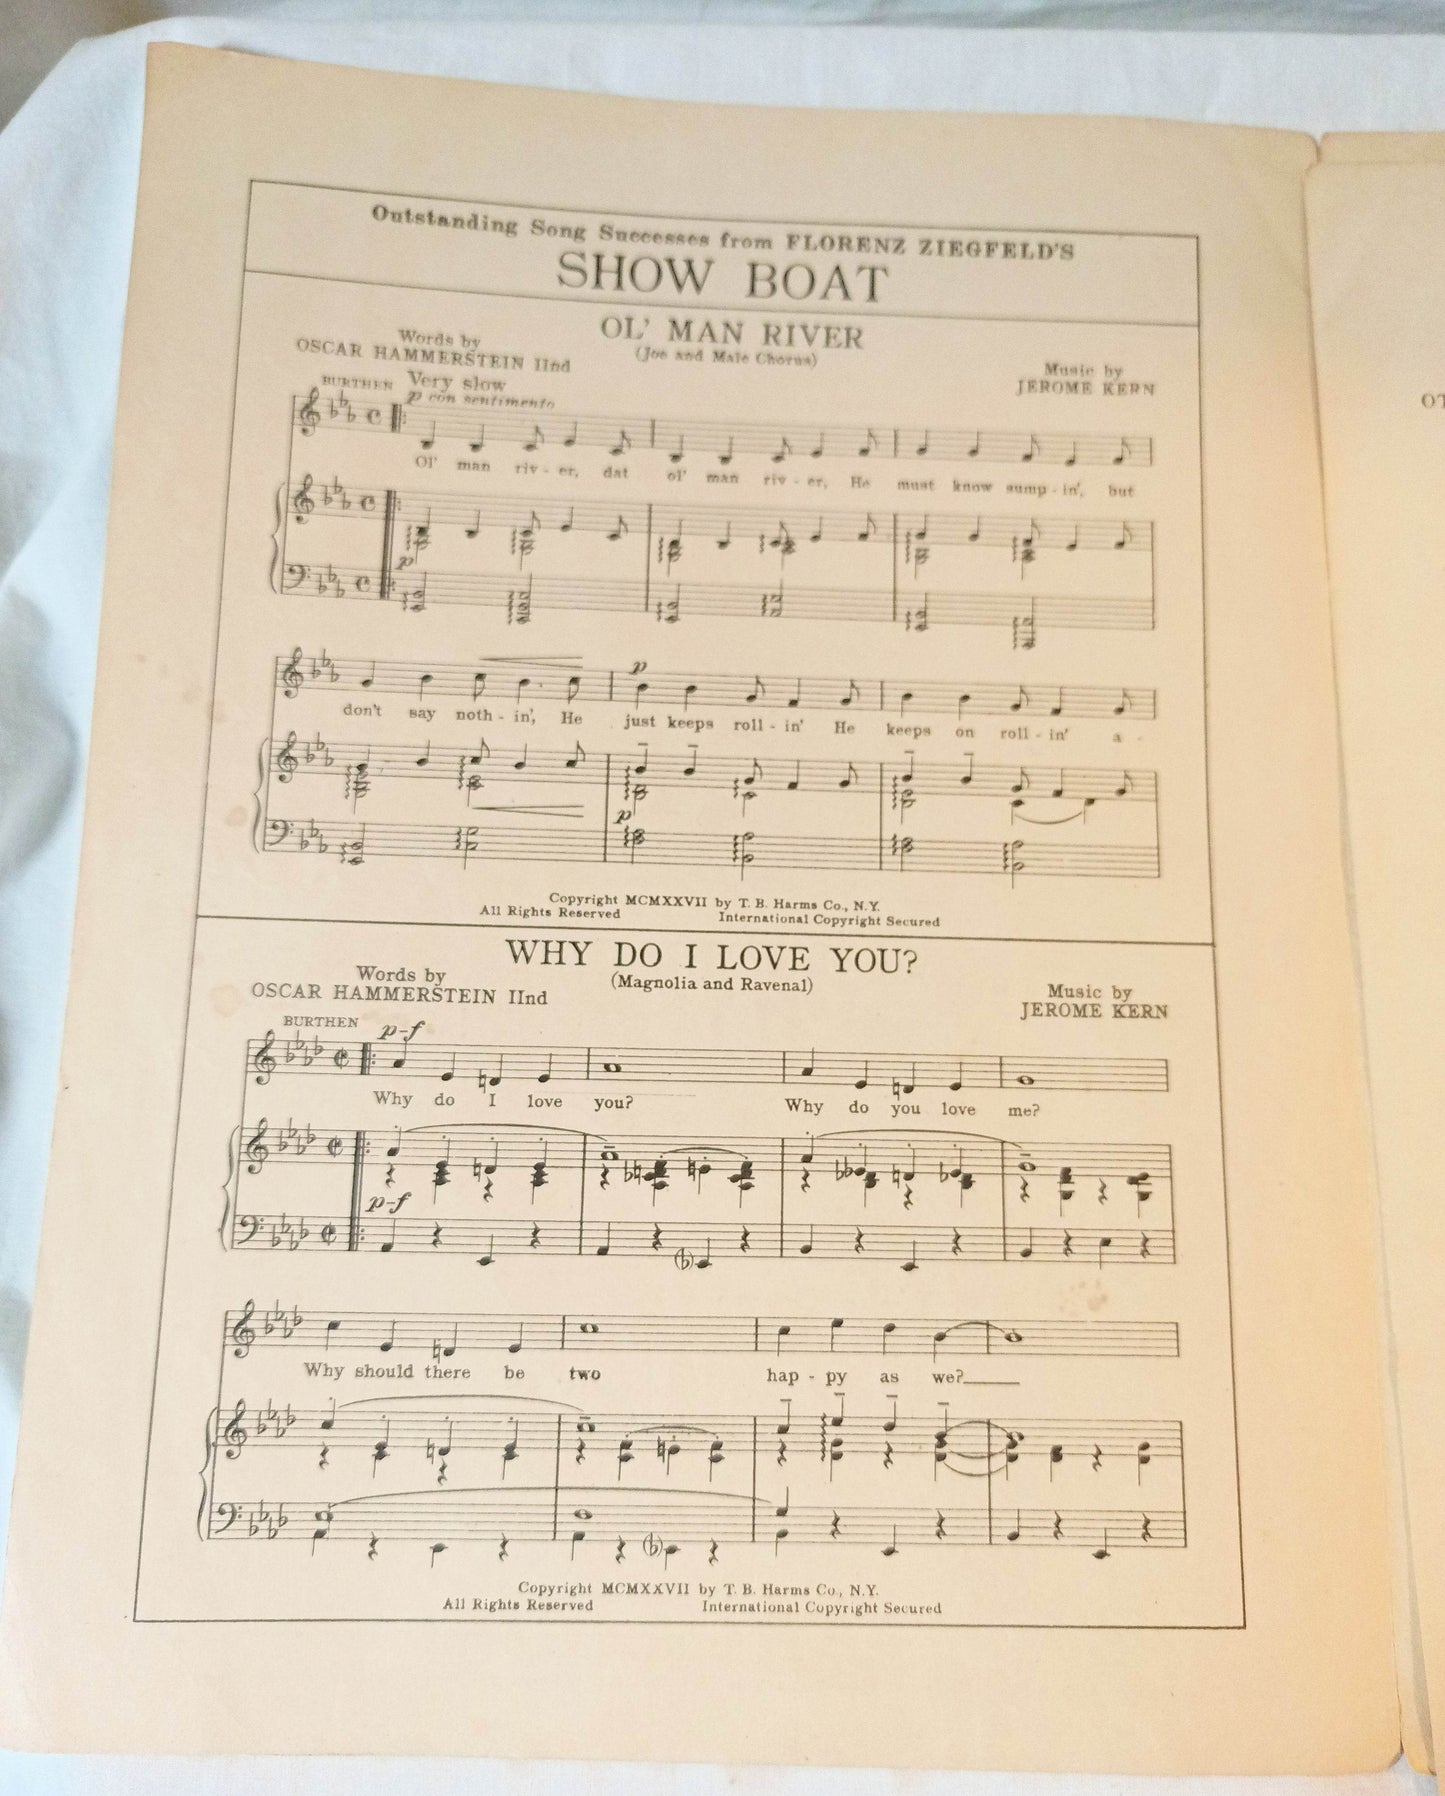 Outstanding Song Successes from FLORENZ ZIEGFELD'S
SHOW BOAT
OL' MAN RIVER
(Joe and Male Chorus)
Words by
OSCAR HAMMERSTEIN IInd
Music by
JEROME KERN
BURTHEN Very slow
p con sentimento
Ol' man riv - er, dat ol' man riv - er, He must know sump - in', but
p
p
don't say noth - in', He just keeps roll - in' He keeps on roll - in' a -
p
Copyright MCMXXVII by T. B. Harms Co., N.Y.
All Rights Reserved International Copyright Secured
WHY DO I LOVE YOU?
(Magnolia and Ravenal)
Words by
OSCAR HAMMERSTEIN IInd
Music by
JEROME KERN
BURTHEN p-f
Why do I love you? Why do you love me?
p-f
Why should there be two hap - py as we?
Copyright MCMXXVII by T. B. Harms Co., N.Y.
All Rights Reserved International Copyright Secured
OT